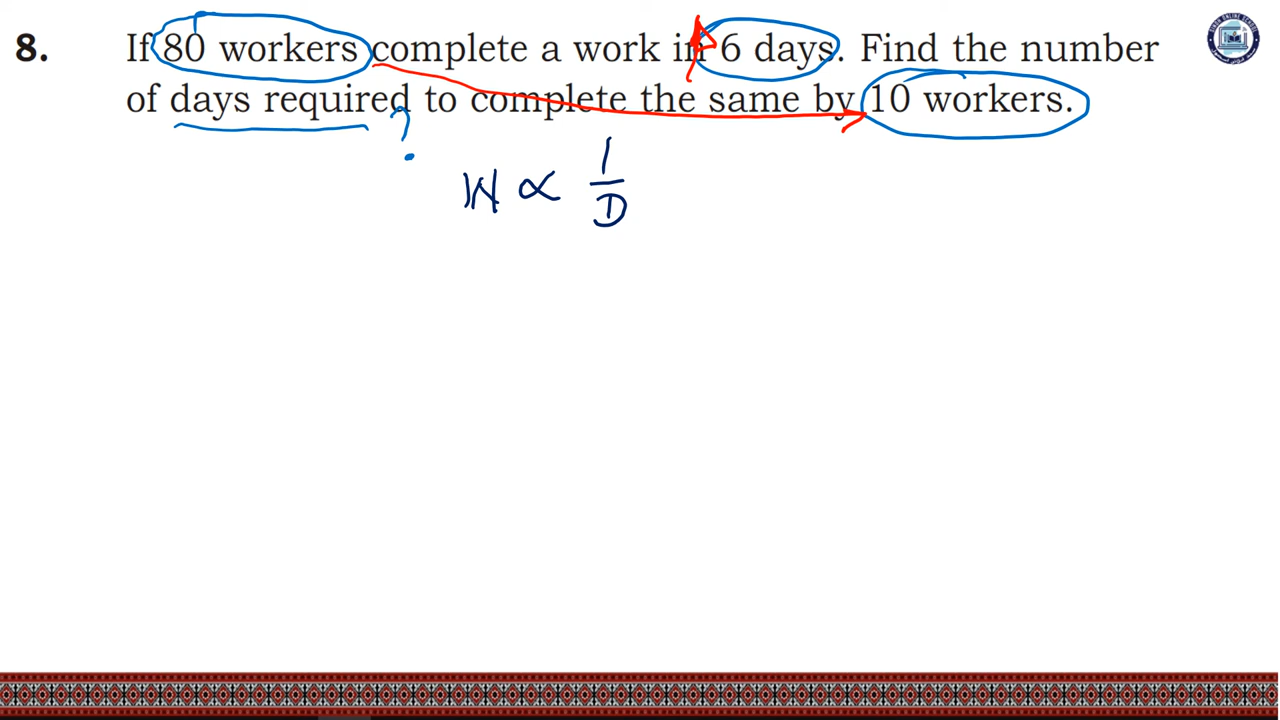 8. If 80 workers complete a work in 6 days. Find the number
of days required to complete the same by 10 workers.
?
W ∝ 1/D